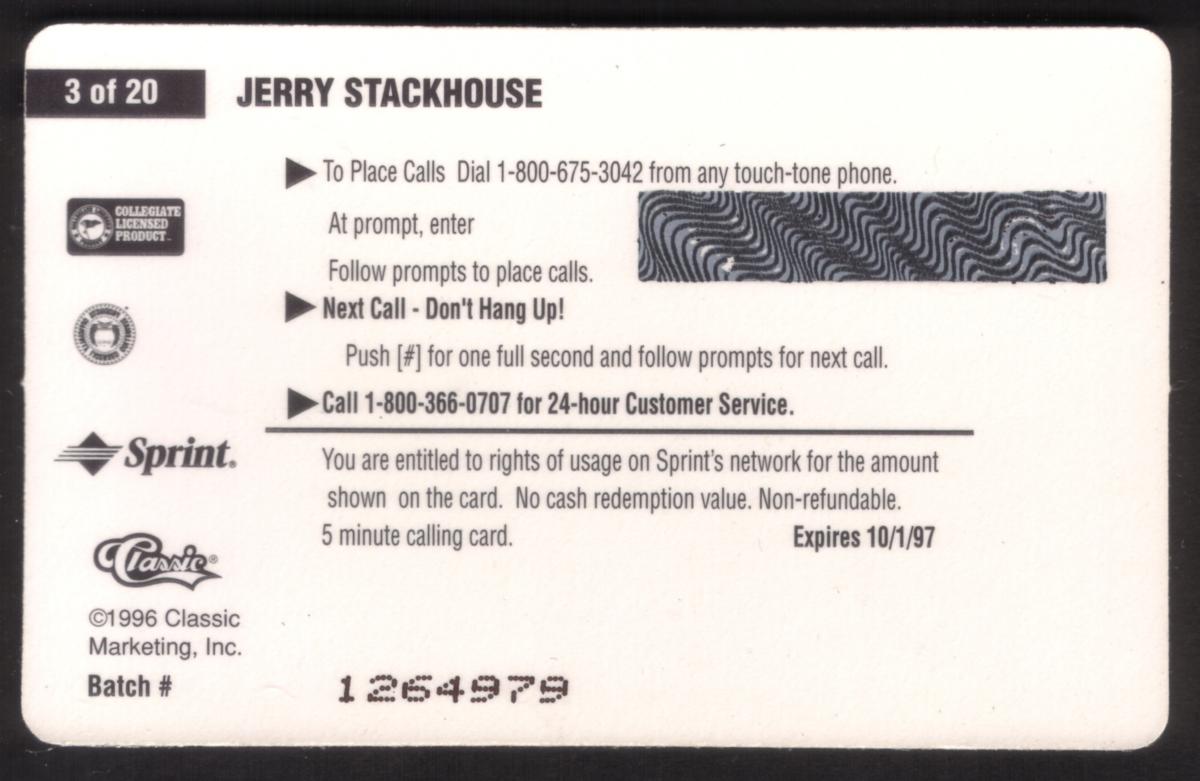 3 of 20 JERRY STACKHOUSE
To Place Calls Dial 1-800-675-3042 from any touch-tone phone.
COLLEGIATE
LICENSED
PRODUCT
At prompt, enter
Follow prompts to place calls.
Next Call - Don't Hang Up!
Push [#] for one full second and follow prompts for next call.
Call 1-800-366-0707 for 24-hour Customer Service.
Sprint®
You are entitled to rights of usage on Sprint's network for the amount
shown on the card. No cash redemption value. Non-refundable.
5 minute calling card. Expires 10/1/97
Classic®
©1996 Classic
Marketing, Inc.
Batch # 1264979